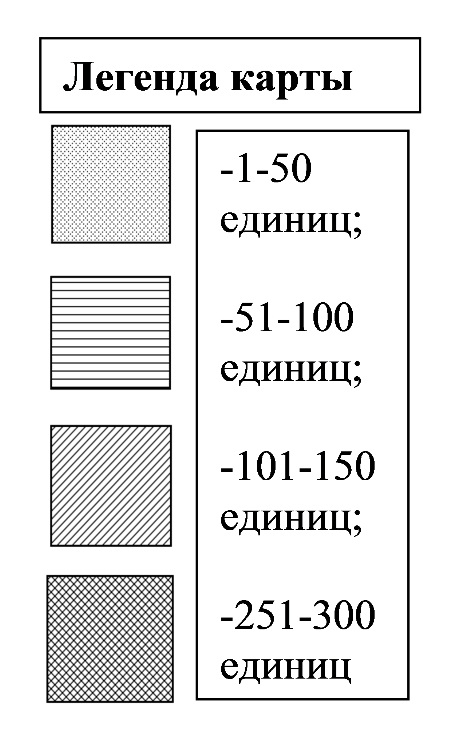 Легенда карты
-1-50
единиц;
-51-100
единиц;
-101-150
единиц;
-251-300
единиц